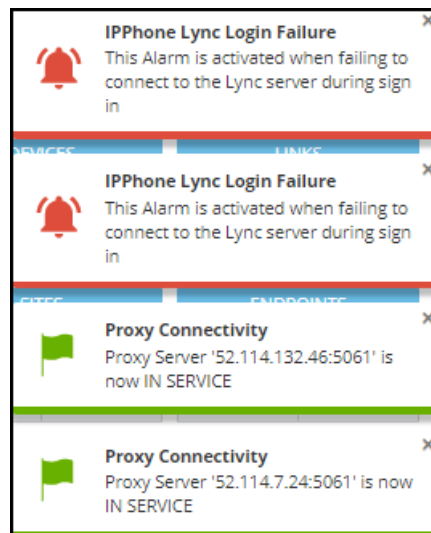 IPPhone Lync Login Failure
This Alarm is activated when failing to
connect to the Lync server during sign
in
DEVICES
LINKS
IPPhone Lync Login Failure
This Alarm is activated when failing to
connect to the Lync server during sign
in
SITES
ENDPOINTS
Proxy Connectivity
Proxy Server '52.114.132.46:5061' is
now IN SERVICE
Proxy Connectivity
Proxy Server '52.114.7.24:5061' is now
IN SERVICE